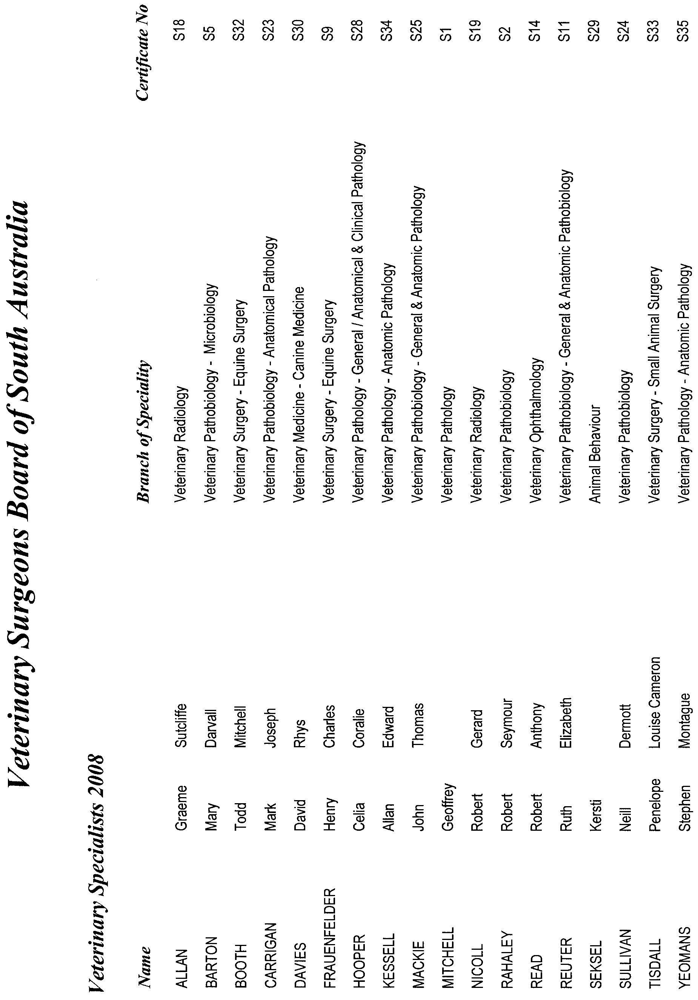 Veterinary Surgeons Board of South Australia
Veterinary Specialists 2008
Name Branch of Speciality Certificate No
ALLAN Graeme Sutcliffe Veterinary Radiology S18
BARTON Mary Darvall Veterinary Pathobiology - Microbiology S5
BOOTH Todd Mitchell Veterinary Surgery - Equine Surgery S32
CARRIGAN Mark Joseph Veterinary Pathobiology - Anatomical Pathology S23
DAVIES David Rhys Veterinary Medicine - Canine Medicine S30
FRAUENFELDER Henry Charles Veterinary Surgery - Equine Surgery S9
HOOPER Celia Coralie Veterinary Pathology - General / Anatomical & Clinical Pathology S28
KESSELL Allan Edward Veterinary Pathology - Anatomic Pathology S34
MACKIE John Thomas Veterinary Pathobiology - General & Anatomic Pathology S25
MITCHELL Geoffrey Veterinary Pathology S1
NICOLL Robert Gerard Veterinary Radiology S19
RAHALEY Robert Seymour Veterinary Pathobiology S2
READ Robert Anthony Veterinary Ophthalmology S14
REUTER Ruth Elizabeth Veterinary Pathobiology - General & Anatomic Pathobiology S11
SEKSEL Kersti Animal Behaviour S29
SULLIVAN Neil Dermott Veterinary Pathobiology S24
TISDALL Penelope Louise Cameron Veterinary Surgery - Small Animal Surgery S33
YEOMANS Stephen Montague Veterinary Pathology - Anatomic Pathology S35